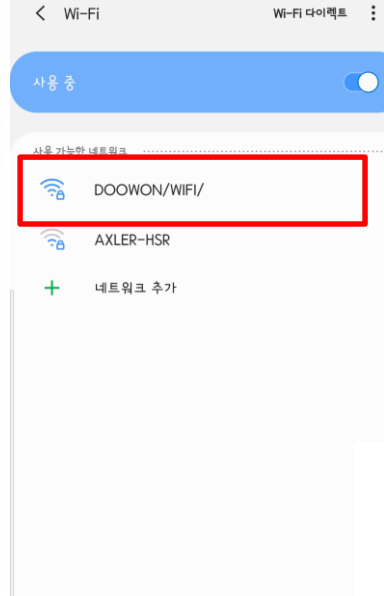 Wi-Fi Wi-Fi 다이렉트
사용 중
사용 가능한 네트워크
DOOWON/WIFI/
AXLER-HSR
네트워크 추가